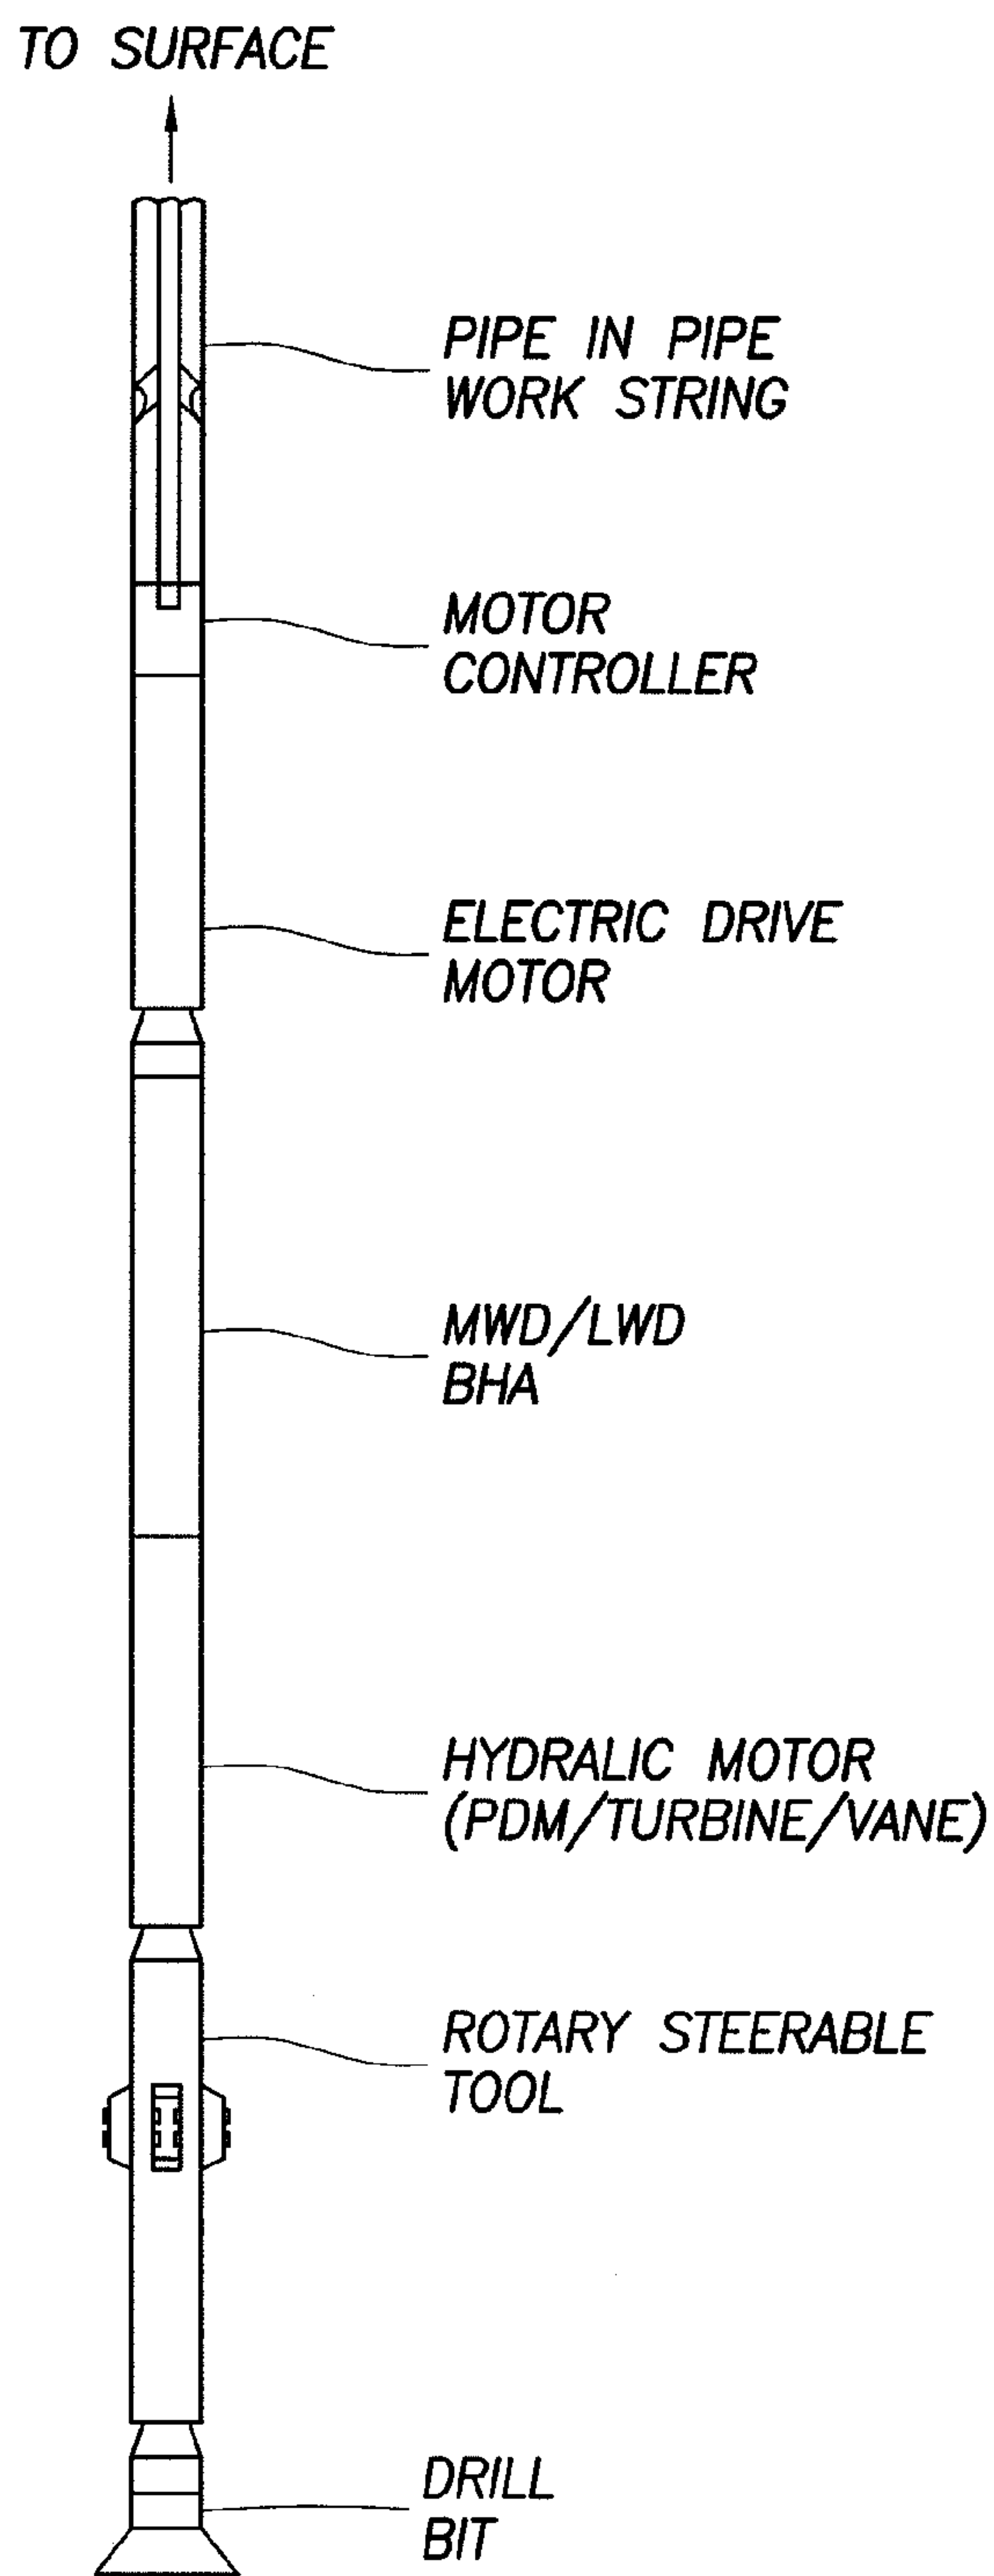 TO SURFACE
PIPE IN PIPE
WORK STRING
MOTOR
CONTROLLER
ELECTRIC DRIVE
MOTOR
MWD/LWD
BHA
HYDRALIC MOTOR
(PDM/TURBINE/VANE)
ROTARY STEERABLE
TOOL
DRILL
BIT